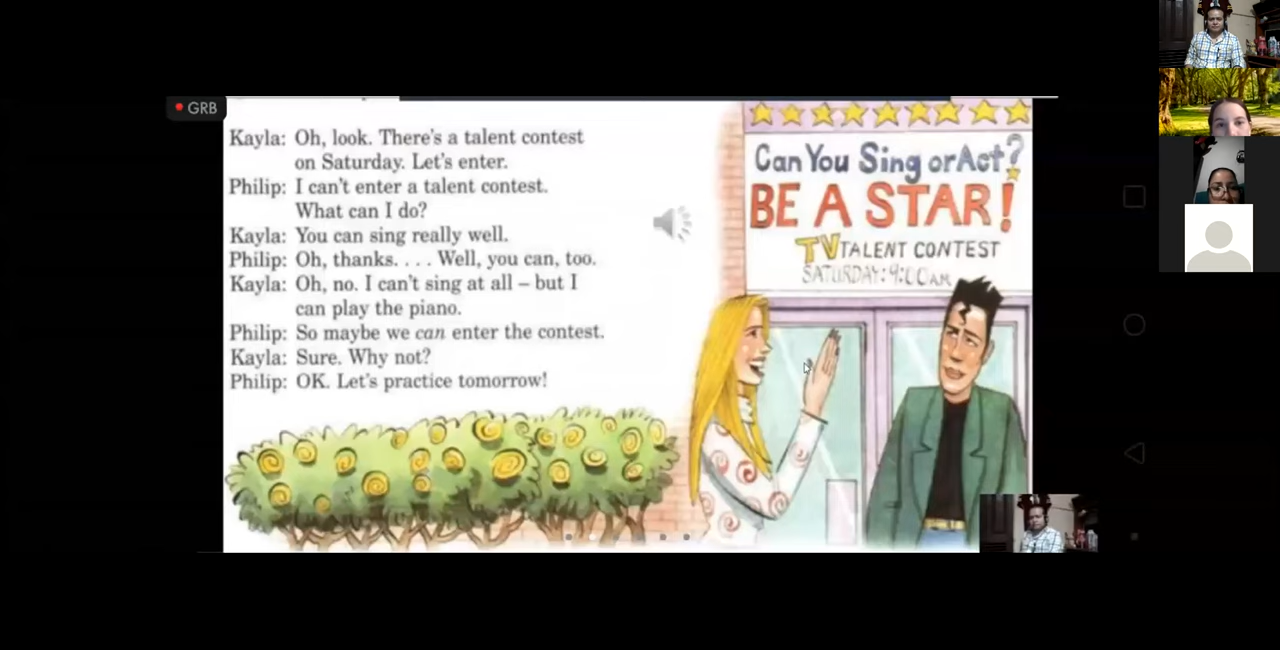 GRB
Kayla: Oh, look. There's a talent contest
on Saturday. Let's enter.
Philip: I can't enter a talent contest.
What can I do?
Kayla: You can sing really well.
Philip: Oh, thanks. . . . Well, you can, too.
Kayla: Oh, no. I can't sing at all – but I
can play the piano.
Philip: So maybe we can enter the contest.
Kayla: Sure. Why not?
Philip: OK. Let's practice tomorrow!
Can You Sing or Act?
BE A STAR!
TV TALENT CONTEST
SATURDAY: 9:00 AM